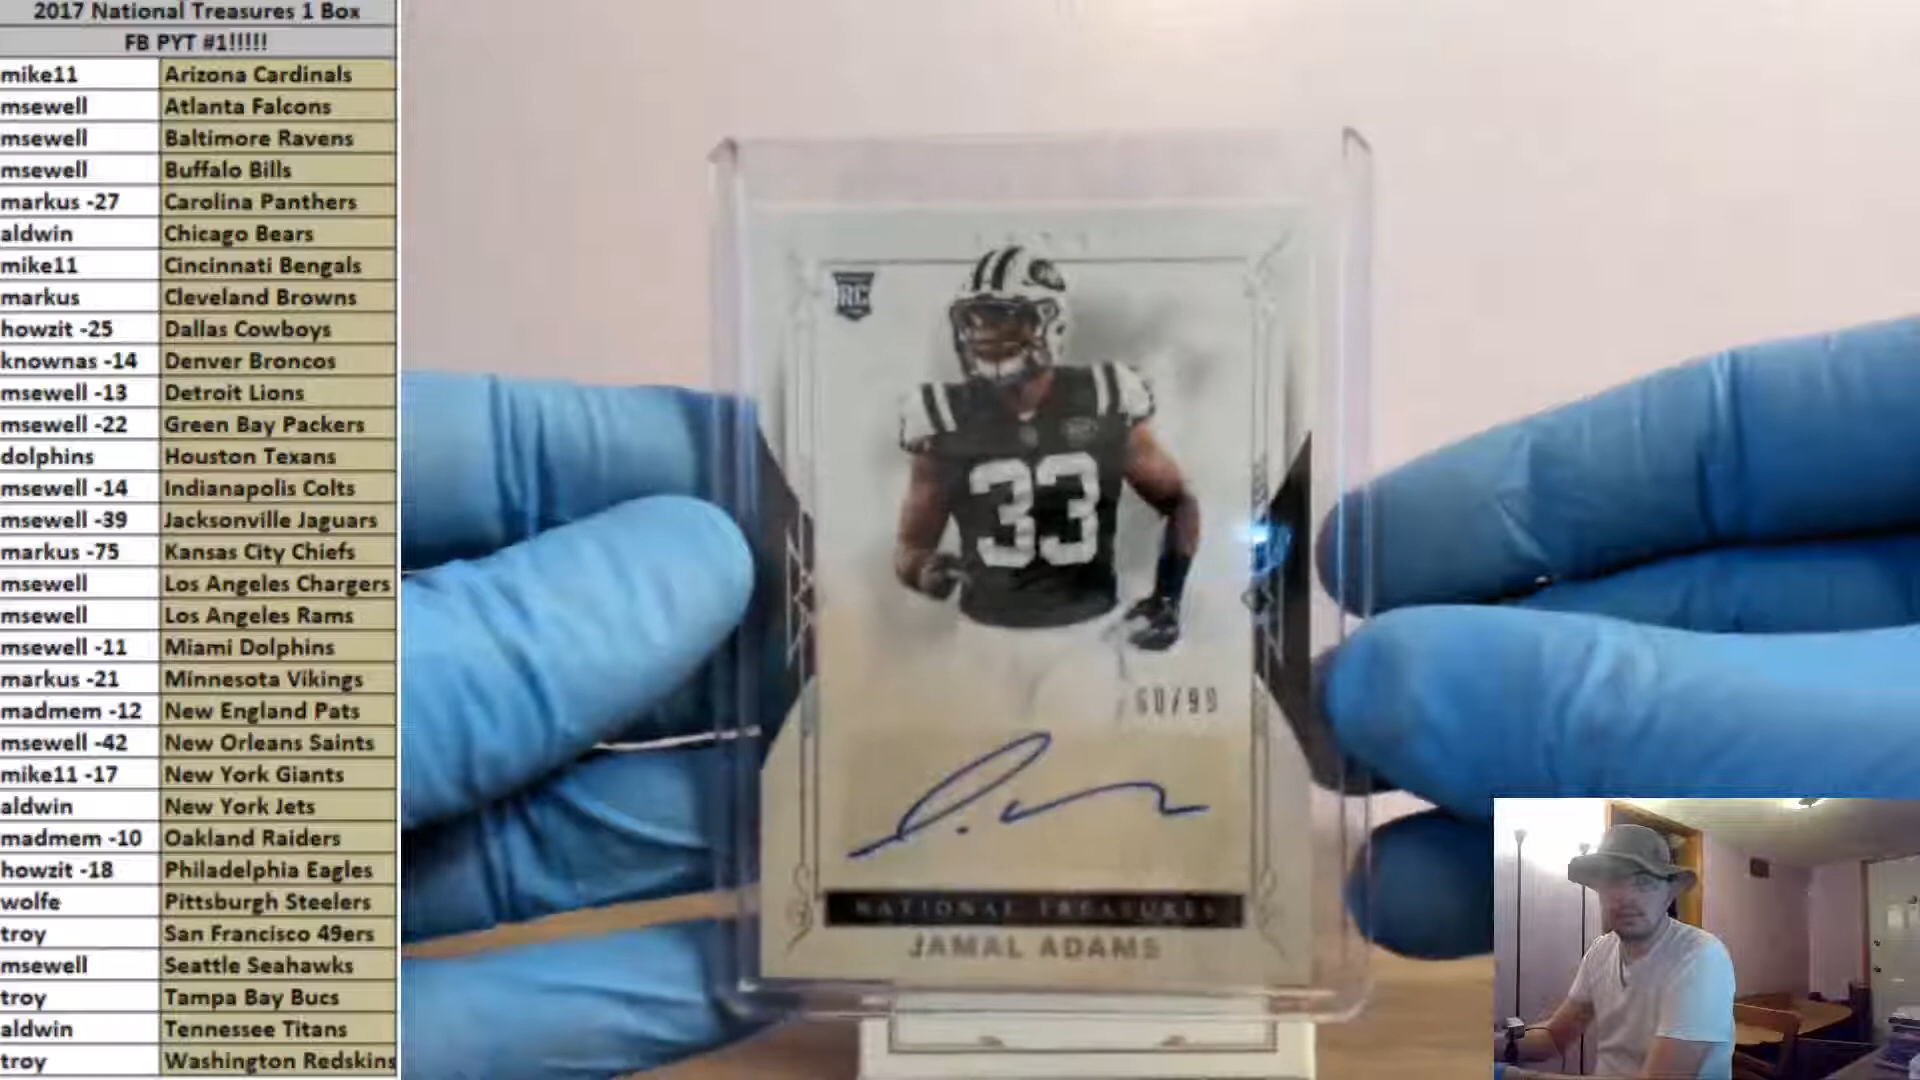 2017 National Treasures 1 Box
FB PYT #1!!!!!
mike11 Arizona Cardinals
msewell Atlanta Falcons
msewell Baltimore Ravens
msewell Buffalo Bills
markus -27 Carolina Panthers
aldwin Chicago Bears
mike11 Cincinnati Bengals
markus Cleveland Browns
howzit -25 Dallas Cowboys
knownas -14 Denver Broncos
msewell -13 Detroit Lions
msewell -22 Green Bay Packers
dolphins Houston Texans
msewell -14 Indianapolis Colts
msewell -39 Jacksonville Jaguars
markus -75 Kansas City Chiefs
msewell Los Angeles Chargers
msewell Los Angeles Rams
msewell -11 Miami Dolphins
markus -21 Minnesota Vikings
madmem -12 New England Pats
msewell -42 New Orleans Saints
mike11 -17 New York Giants
aldwin New York Jets
madmem -10 Oakland Raiders
howzit -18 Philadelphia Eagles
wolfe Pittsburgh Steelers
troy San Francisco 49ers
msewell Seattle Seahawks
troy Tampa Bay Bucs
aldwin Tennessee Titans
troy Washington Redskins
RC
33
60/99
NATIONAL TREASURES
JAMAL ADAMS